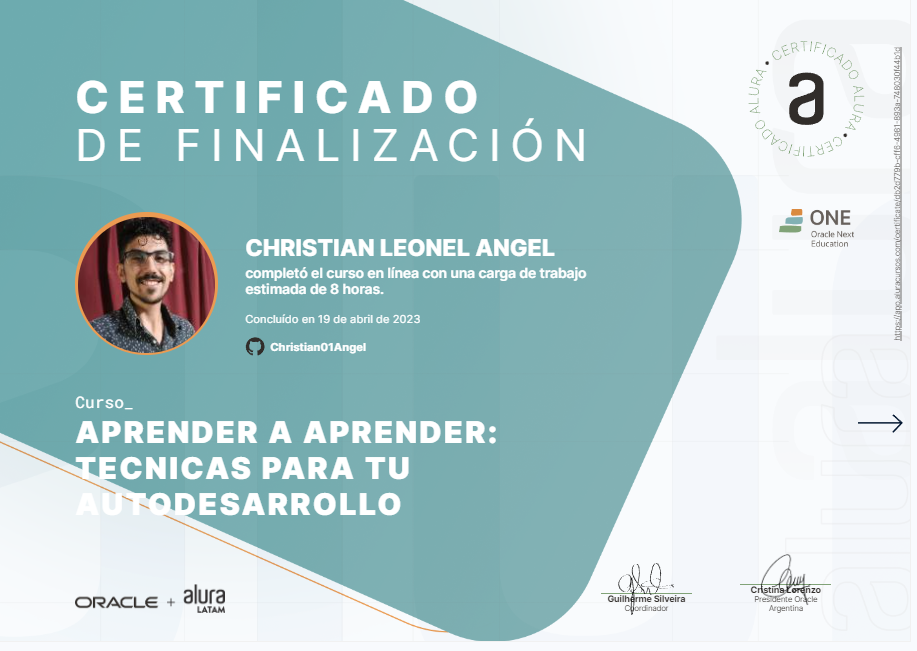 CERTIFICADO
DE FINALIZACIÓN
CERTIFICADO ALURA • CERTIFICADO ALURA •
a
ONE
Oracle Next
Education
CHRISTIAN LEONEL ANGEL
completó el curso en línea con una carga de trabajo
estimada de 8 horas.
Concluído en 19 de abril de 2023
Christian01Angel
Curso_
APRENDER A APRENDER:
TECNICAS PARA TU
AUTODESARROLLO
ORACLE + alura
LATAM
Guilherme Silveira
Coordinador
Cristina Lorenzo
Presidente Oracle
Argentina
alura